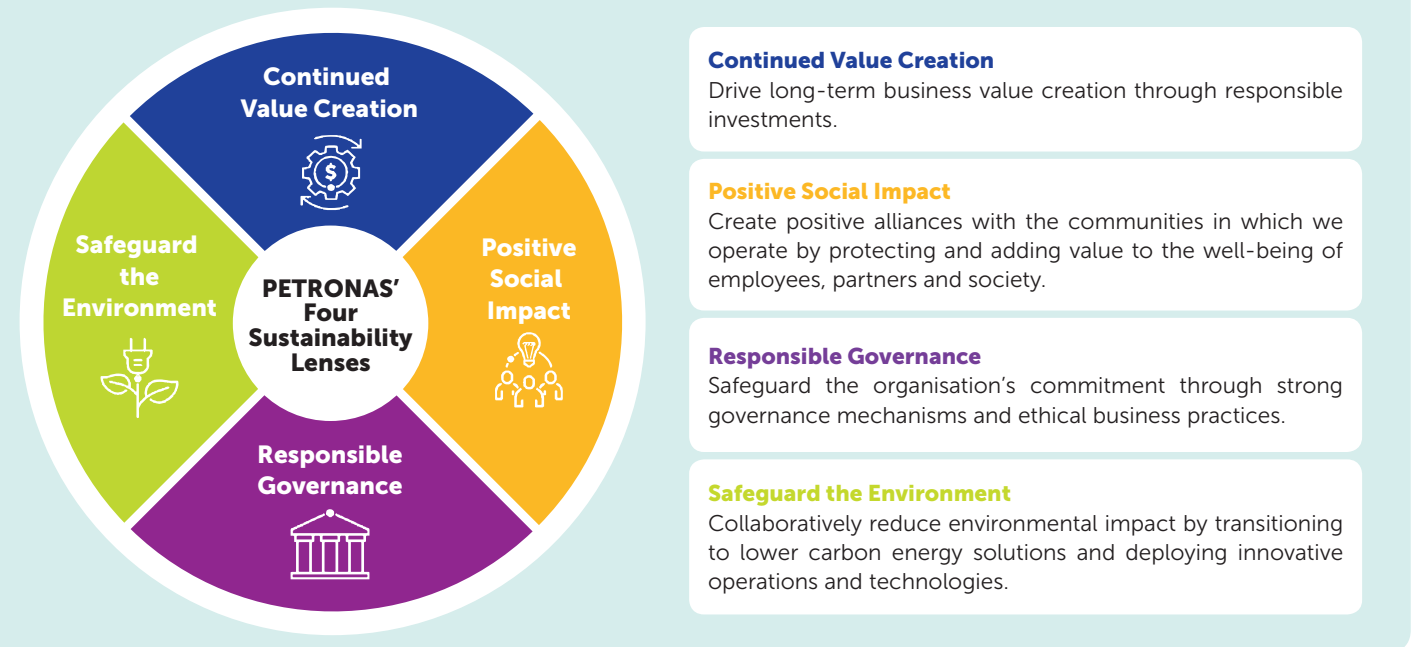 Continued
Value Creation
$
Safeguard
the
Environment
PETRONAS'
Four
Sustainability
Lenses
Positive
Social
Impact
Responsible
Governance
Continued Value Creation
Drive long-term business value creation through responsible
investments.
Positive Social Impact
Create positive alliances with the communities in which we
operate by protecting and adding value to the well-being of
employees, partners and society.
Responsible Governance
Safeguard the organisation's commitment through strong
governance mechanisms and ethical business practices.
Safeguard the Environment
Collaboratively reduce environmental impact by transitioning
to lower carbon energy solutions and deploying innovative
operations and technologies.